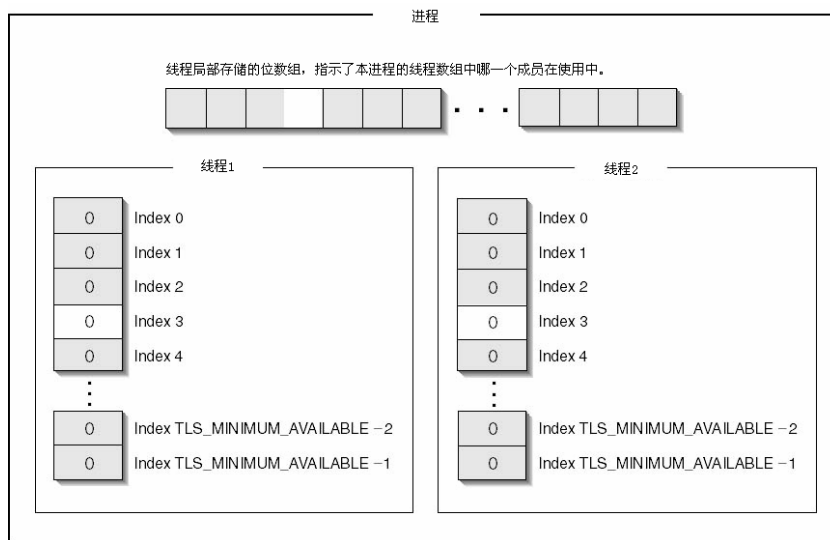 进程
线程局部存储的位数组，指示了本进程的线程数组中哪一个成员在使用中。
线程1
0 Index 0
0 Index 1
0 Index 2
0 Index 3
0 Index 4
0 Index TLS_MINIMUM_AVAILABLE −2
0 Index TLS_MINIMUM_AVAILABLE −1
线程2
0 Index 0
0 Index 1
0 Index 2
0 Index 3
0 Index 4
0 Index TLS_MINIMUM_AVAILABLE −2
0 Index TLS_MINIMUM_AVAILABLE −1